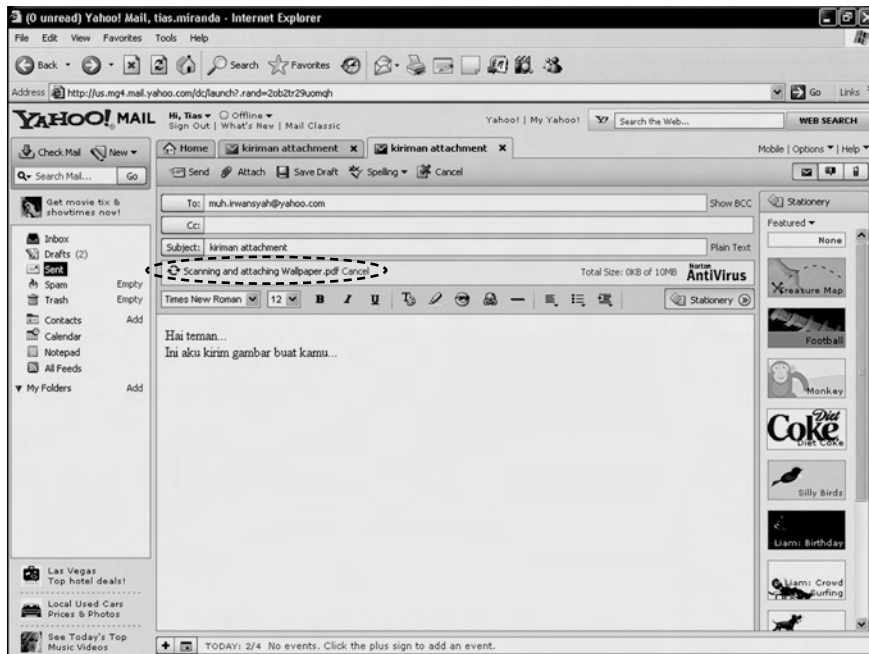 (0 unread) Yahoo! Mail, tias.miranda - Internet Explorer
File Edit View Favorites Tools Help
Back Search Favorites
Address http://us.mg4.mail.yahoo.com/dc/launch?.rand=2ob2tr29uomqh Go Links
YAHOO! MAIL
Hi, Tias Offline
Sign Out | What's New | Mail Classic
Yahoo! | My Yahoo! Y! Search the Web... WEB SEARCH
Check Mail New
Home kiriman attachment x kiriman attachment x
Mobile | Options | Help
Search Mail... Go
Send Attach Save Draft Spelling Cancel
Get movie tix &
showtimes now!
Inbox
Drafts (2)
Sent
Spam Empty
Trash Empty
Contacts Add
Calendar
Notepad
All Feeds
My Folders Add
Las Vegas
Top hotel deals!
Local Used Cars
Prices & Photos
See Today's Top
Music Videos
To: muh.irwansyah@yahoo.com Show BCC
Cc:
Subject: kiriman attachment Plain Text
Scanning and attaching Wallpaper.pdf Cancel
Total Size: 0KB of 10MB Norton
AntiVirus
Times New Roman 12 B I U Stationery
Hai teman...
Ini aku kirim gambar buat kamu...
Stationery
Featured
None
Treasure Map
Football
Monkey
Diet
Coke
Diet Coke
Silly Birds
Liam: Birthday
Liam: Crowd
Surfing
TODAY: 2/4 No events. Click the plus sign to add an event.